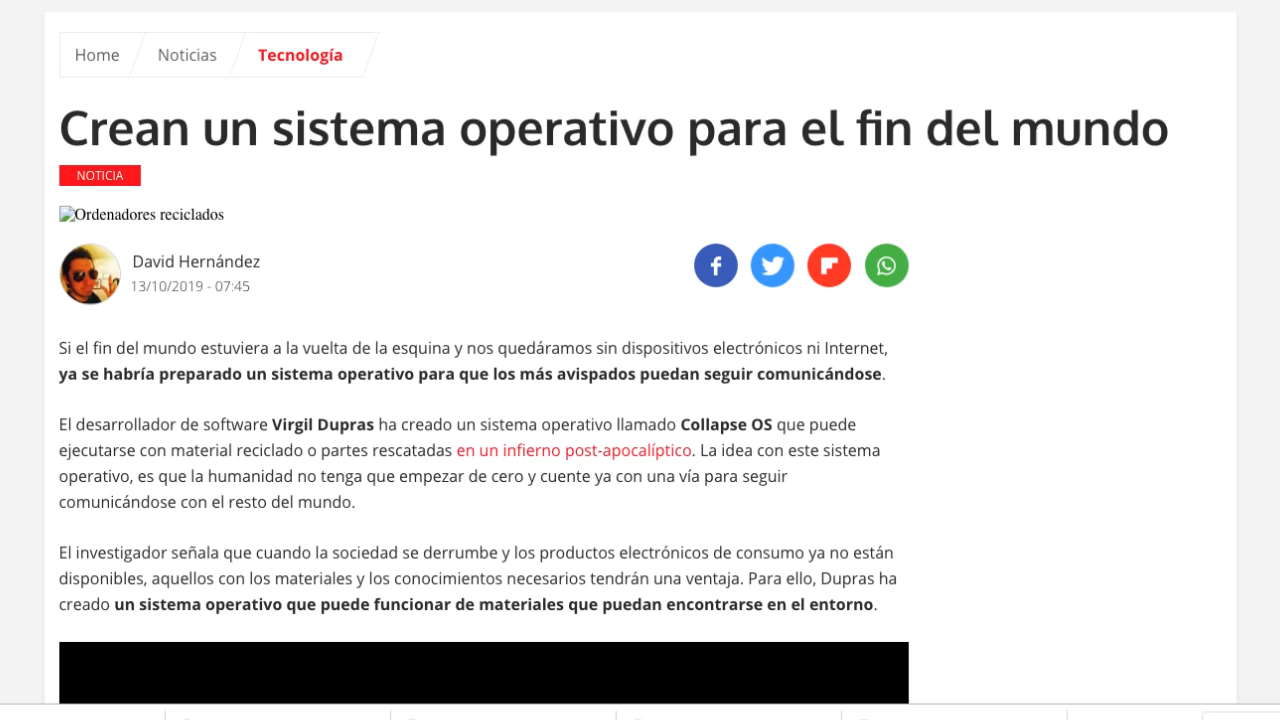 Home Noticias Tecnología
Crean un sistema operativo para el fin del mundo
NOTICIA
Ordenadores reciclados
David Hernández
13/10/2019 - 07:45
Si el fin del mundo estuviera a la vuelta de la esquina y nos quedáramos sin dispositivos electrónicos ni Internet,
ya se habría preparado un sistema operativo para que los más avispados puedan seguir comunicándose.
El desarrollador de software Virgil Dupras ha creado un sistema operativo llamado Collapse OS que puede
ejecutarse con material reciclado o partes rescatadas en un infierno post-apocalíptico. La idea con este sistema
operativo, es que la humanidad no tenga que empezar de cero y cuente ya con una vía para seguir
comunicándose con el resto del mundo.
El investigador señala que cuando la sociedad se derrumbe y los productos electrónicos de consumo ya no están
disponibles, aquellos con los materiales y los conocimientos necesarios tendrán una ventaja. Para ello, Dupras ha
creado un sistema operativo que puede funcionar de materiales que puedan encontrarse en el entorno.